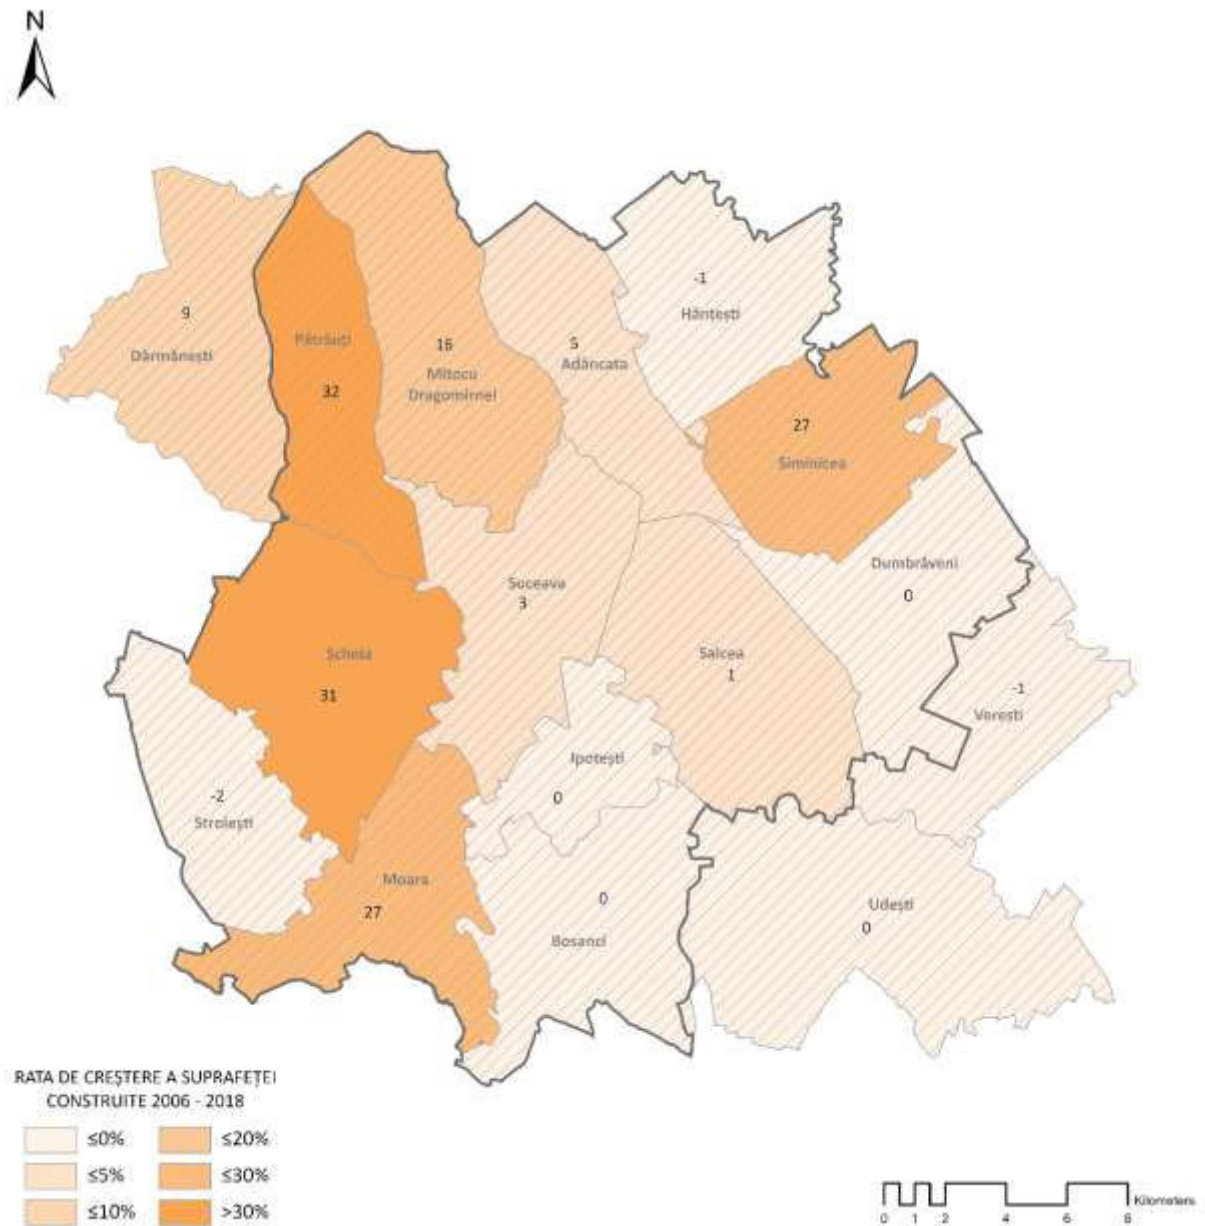 N
-1
Hânțești
9
Dărmănești
Pătrăuți
32
16
Mitocu
Dragomirnei
5
Adâncata
27
Siminicea
Dumbrăveni
0
Soceava
3
Șcheia
31
Salcea
1
-1
Verești
Ipotești
0
-2
Stroiești
Moara
27
0
Bosanci
Udești
0
RATA DE CREȘTERE A SUPRAFEȚEI
CONSTRUITE 2006 - 2018
≤0% ≤20%
≤5% ≤30%
≤10% >30%
Kilometers
0 1 2 4 6 8